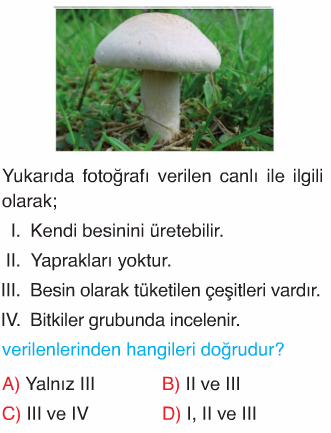 Yukarıda fotoğrafı verilen canlı ile ilgili
olarak;
I. Kendi besinini üretebilir.
II. Yaprakları yoktur.
III. Besin olarak tüketilen çeşitleri vardır.
IV. Bitkiler grubunda incelenir.
verilenlerinden hangileri doğrudur?
A) Yalnız III B) II ve III
C) III ve IV D) I, II ve III